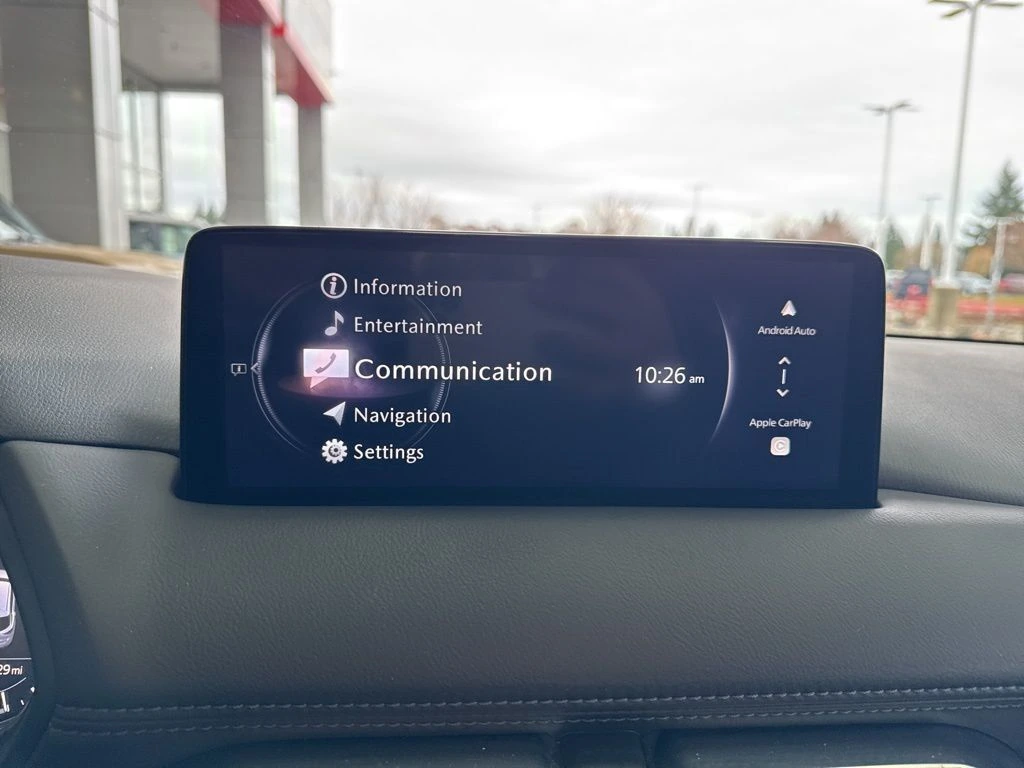 Information
Entertainment
Communication
Navigation
Settings
10:26 am
Android Auto
Apple CarPlay
29 mi